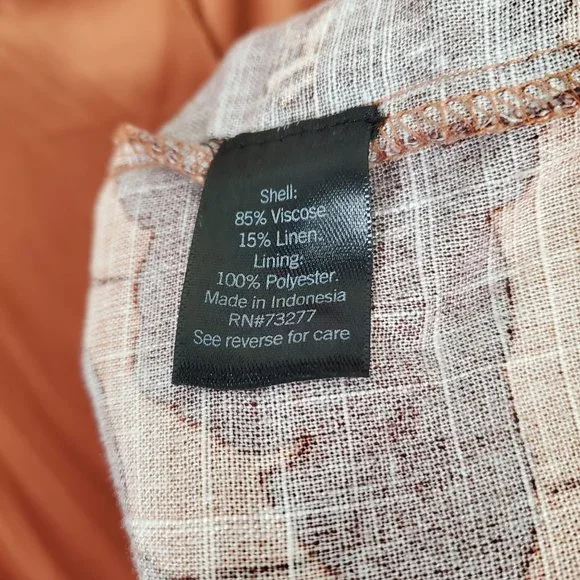 Shell:
85% Viscose
15% Linen.
Lining:
100% Polyester.
Made in Indonesia
RN#73277
See reverse for care